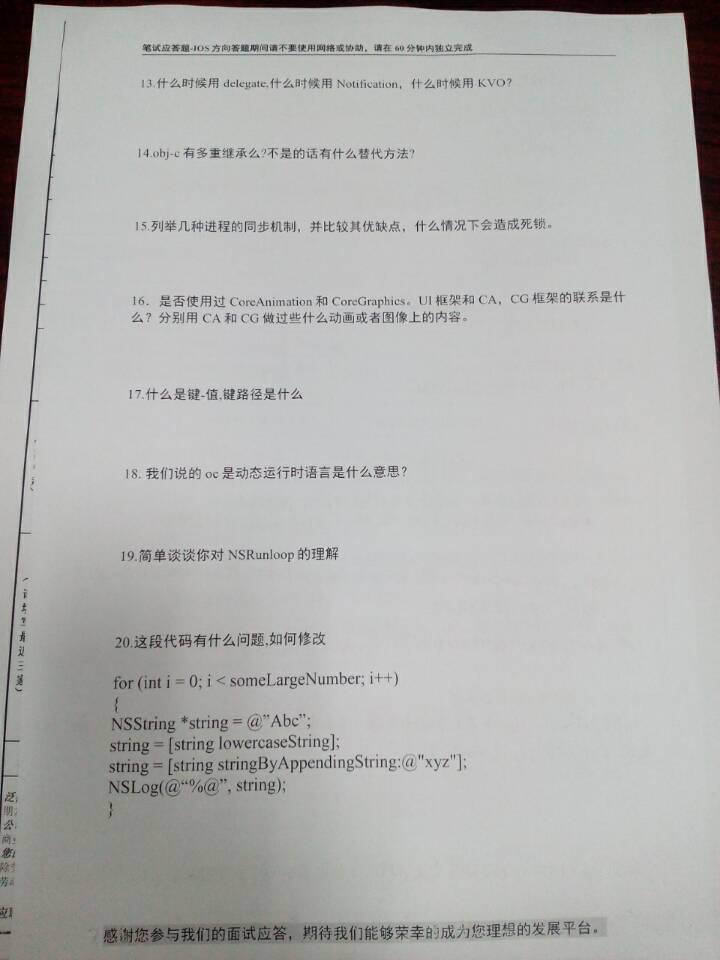 笔试应答题-IOS 方向答题期间请不要使用网络或协助，请在 60 分钟内独立完成
13.什么时候用 delegate,什么时候用 Notification，什么时候用 KVO？
14.obj-c 有多重继承么?不是的话有什么替代方法?
15.列举几种进程的同步机制，并比较其优缺点，什么情况下会造成死锁。
16．是否使用过 CoreAnimation 和 CoreGraphics。UI 框架和 CA，CG 框架的联系是什
么？分别用 CA 和 CG 做过些什么动画或者图像上的内容。
17.什么是键-值,键路径是什么
18. 我们说的 oc 是动态运行时语言是什么意思？
19.简单谈谈你对 NSRunloop 的理解
20.这段代码有什么问题,如何修改
for (int i = 0; i < someLargeNumber; i++)
{
NSString *string = @”Abc”;
string = [string lowercaseString];
string = [string stringByAppendingString:@"xyz"];
NSLog(@“%@”, string);
}
感谢您参与我们的面试应答，期待我们能够荣幸的成为您理想的发展平台。